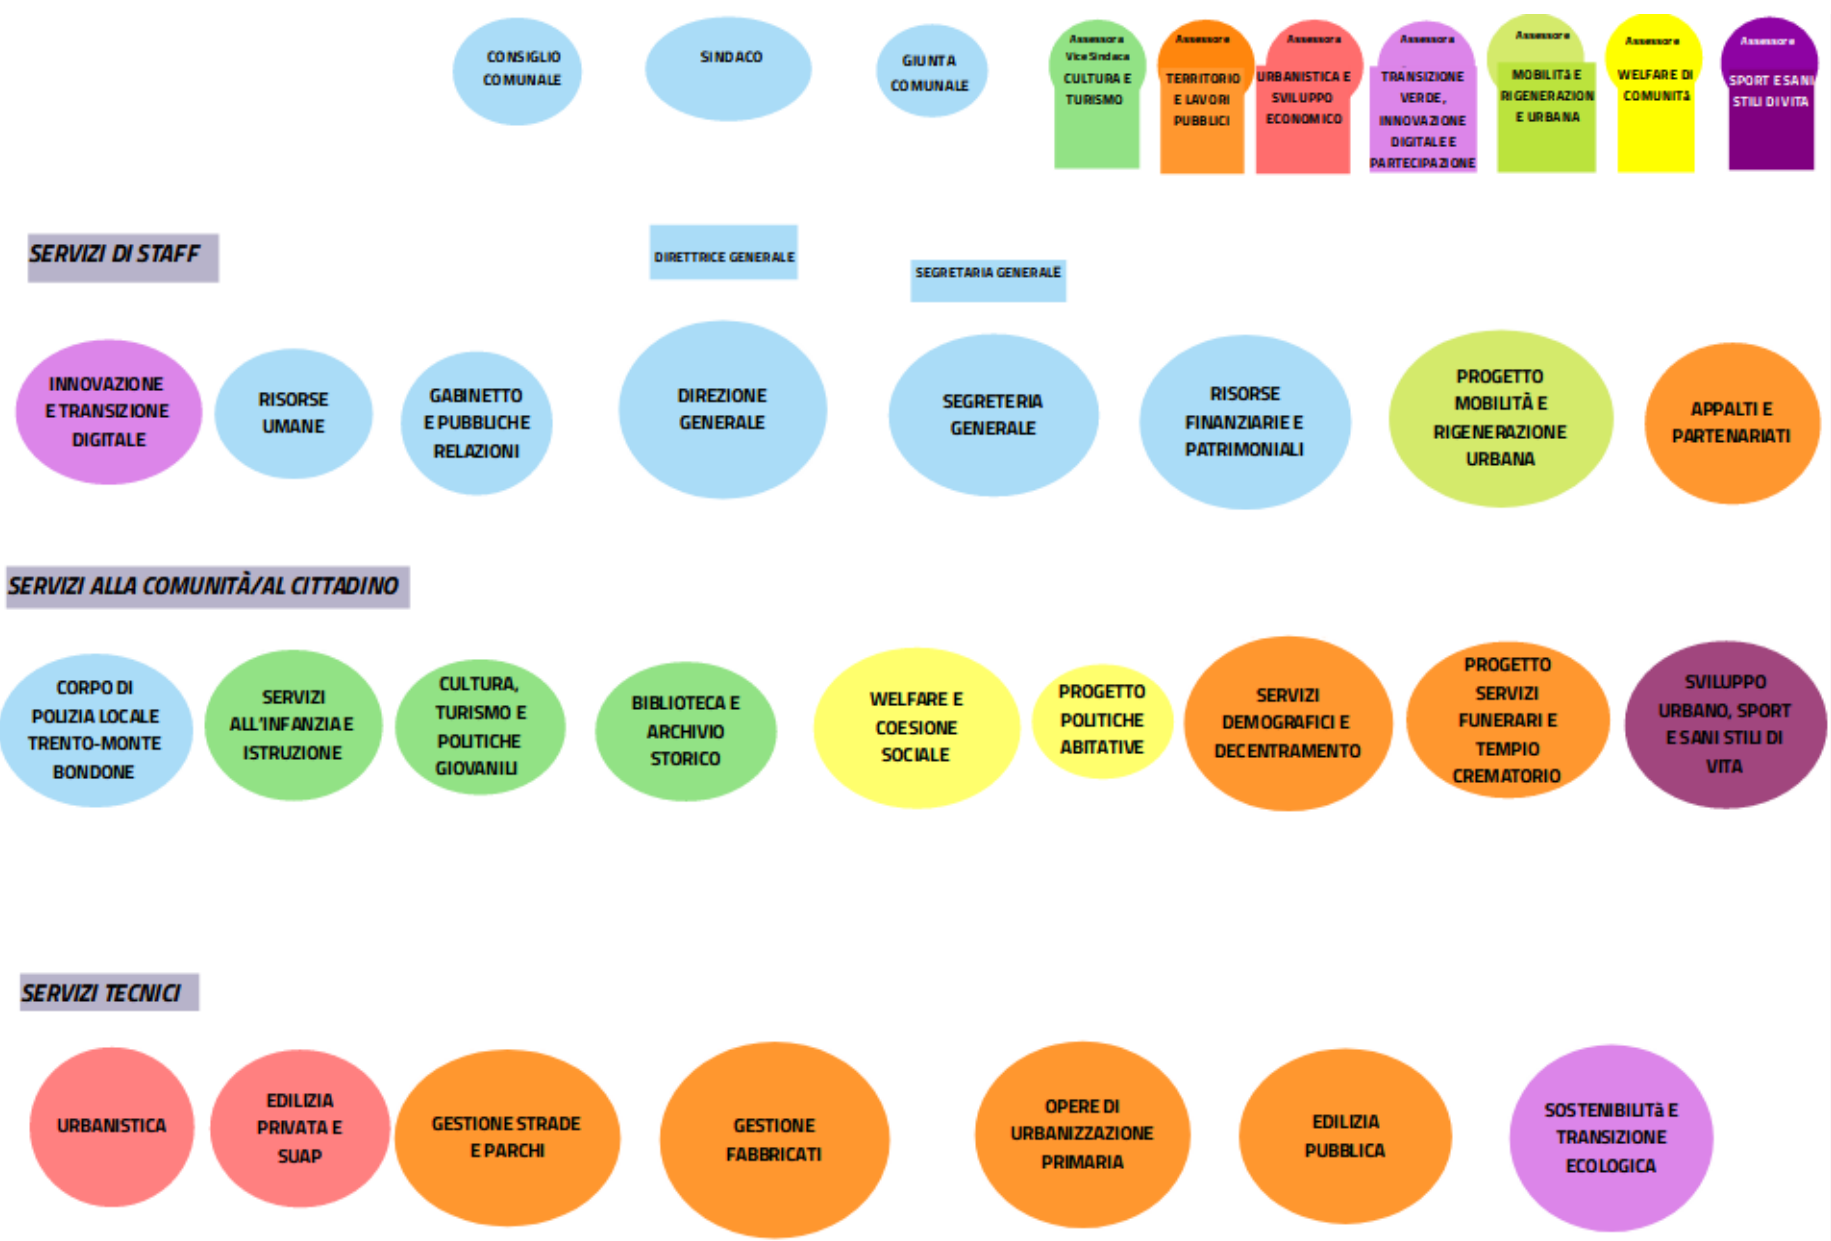 CONSIGLIO
COMUNALE
SINDACO
GIUNTA
COMUNALE
Assessora
ViceSindaca
CULTURA E
TURISMO
Assessore
TERRITORIO
E LAVORI
PUBBLICI
Assessora
URBANISTICA E
SVILUPPO
ECONOMICO
Assessora
TRANSIZIONE
VERDE,
INNOVAZIONE
DIGITALE E
PARTECIPAZIONE
Assessore
MOBILITà E
RIGENERAZION
E URBANA
Assessore
WELFARE DI
COMUNITà
Assessore
SPORT E SANI
STILI DI VITA
SERVIZI DI STAFF
DIRETTRICE GENERALE
SEGRETARIA GENERALE
INNOVAZIONE
E TRANSIZIONE
DIGITALE
RISORSE
UMANE
GABINETTO
E PUBBLICHE
RELAZIONI
DIREZIONE
GENERALE
SEGRETERIA
GENERALE
RISORSE
FINANZIARIE E
PATRIMONIALI
PROGETTO
MOBILITÀ E
RIGENERAZIONE
URBANA
APPALTI E
PARTENARIATI
SERVIZI ALLA COMUNITÀ/AL CITTADINO
CORPO DI
POLIZIA LOCALE
TRENTO-MONTE
BONDONE
SERVIZI
ALL'INFANZIA E
ISTRUZIONE
CULTURA,
TURISMO E
POLITICHE
GIOVANILI
BIBLIOTECA E
ARCHIVIO
STORICO
WELFARE E
COESIONE
SOCIALE
PROGETTO
POLITICHE
ABITATIVE
SERVIZI
DEMOGRAFICI E
DECENTRAMENTO
PROGETTO
SERVIZI
FUNERARI E
TEMPIO
CREMATORIO
SVILUPPO
URBANO, SPORT
E SANI STILI DI
VITA
SERVIZI TECNICI
URBANISTICA
EDILIZIA
PRIVATA E
SUAP
GESTIONE STRADE
E PARCHI
GESTIONE
FABBRICATI
OPERE DI
URBANIZZAZIONE
PRIMARIA
EDILIZIA
PUBBLICA
SOSTENIBILITà E
TRANSIZIONE
ECOLOGICA